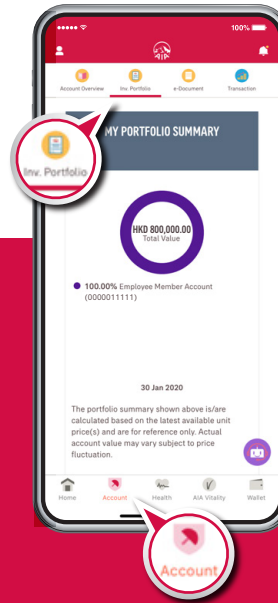 100%
AIA
Account Overview
Inv. Portfolio
e-Document
Transaction
MY PORTFOLIO SUMMARY
Inv. Portfolio
HKD 800,000.00
Total Value
100.00% Employee Member Account
(0000011111)
30 Jan 2020
The portfolio summary shown above is/are
calculated based on the latest available unit
price(s) and are for reference only. Actual
account value may vary subject to price
fluctuation.
Home
Account
Health
AIA Vitality
Wallet
Account